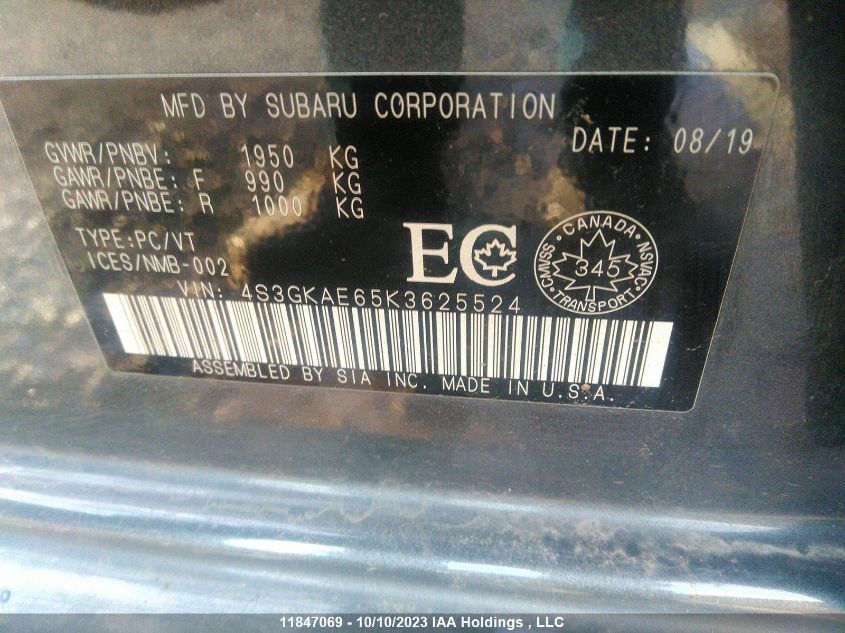 MFD BY SUBARU CORPORATION
DATE: 08/19
GVWR/PNBV: 1950 KG
GAWR/PNBE: F 990 KG
GAWR/PNBE: R 1000 KG
TYPE:PC/VT
ICES/NMB-002
EC
CANADA
CMVSS 345 NSVAC
TRANSPORT
VIN: 4S3GKAE65K3625524
ASSEMBLED BY SIA INC. MADE IN U.S.A.
11847069 - 10/10/2023 IAA Holdings , LLC